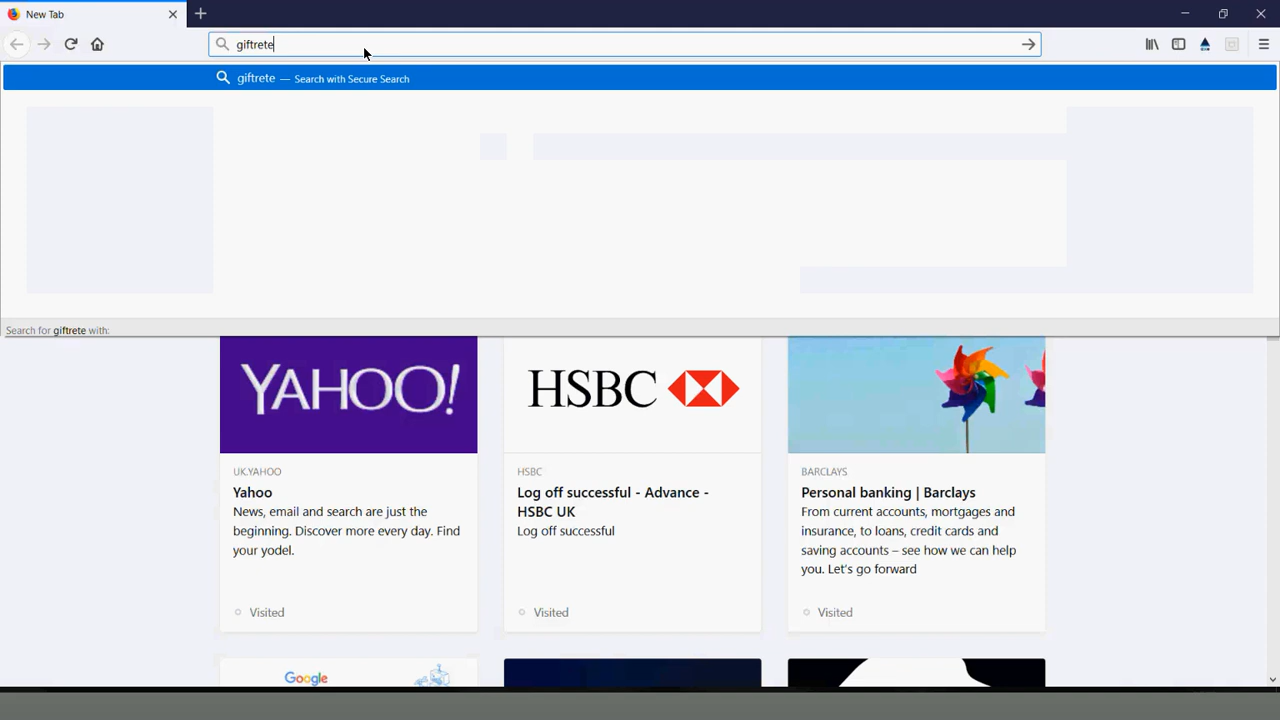 New Tab
giftrete
giftrete — Search with Secure Search
Search for giftrete with:
YAHOO!
UK.YAHOO
Yahoo
News, email and search are just the
beginning. Discover more every day. Find
your yodel.
Visited
HSBC
HSBC
Log off successful - Advance -
HSBC UK
Log off successful
Visited
BARCLAYS
Personal banking | Barclays
From current accounts, mortgages and
insurance, to loans, credit cards and
saving accounts – see how we can help
you. Let's go forward
Visited
Google